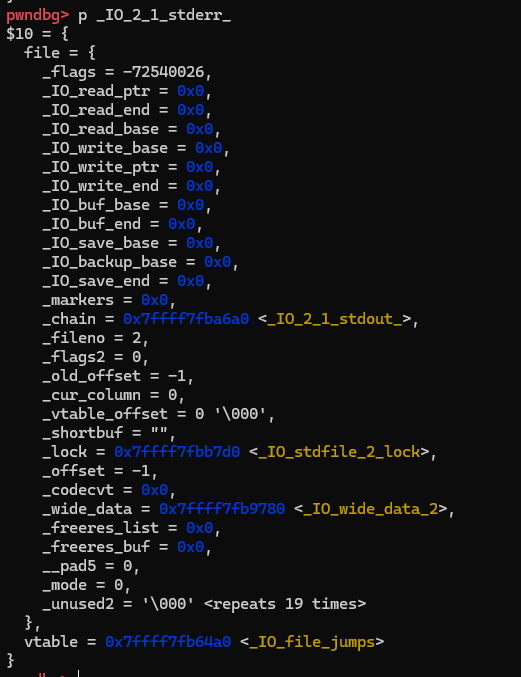 pwndbg> p _IO_2_1_stderr_
$10 = {
  file = {
    _flags = -72540026,
    _IO_read_ptr = 0x0,
    _IO_read_end = 0x0,
    _IO_read_base = 0x0,
    _IO_write_base = 0x0,
    _IO_write_ptr = 0x0,
    _IO_write_end = 0x0,
    _IO_buf_base = 0x0,
    _IO_buf_end = 0x0,
    _IO_save_base = 0x0,
    _IO_backup_base = 0x0,
    _IO_save_end = 0x0,
    _markers = 0x0,
    _chain = 0x7ffff7fba6a0 <_IO_2_1_stdout_>,
    _fileno = 2,
    _flags2 = 0,
    _old_offset = -1,
    _cur_column = 0,
    _vtable_offset = 0 '\000',
    _shortbuf = "",
    _lock = 0x7ffff7fbb7d0 <_IO_stdfile_2_lock>,
    _offset = -1,
    _codecvt = 0x0,
    _wide_data = 0x7ffff7fb9780 <_IO_wide_data_2>,
    _freeres_list = 0x0,
    _freeres_buf = 0x0,
    __pad5 = 0,
    _mode = 0,
    _unused2 = '\000' <repeats 19 times>
  },
  vtable = 0x7ffff7fb64a0 <_IO_file_jumps>
}